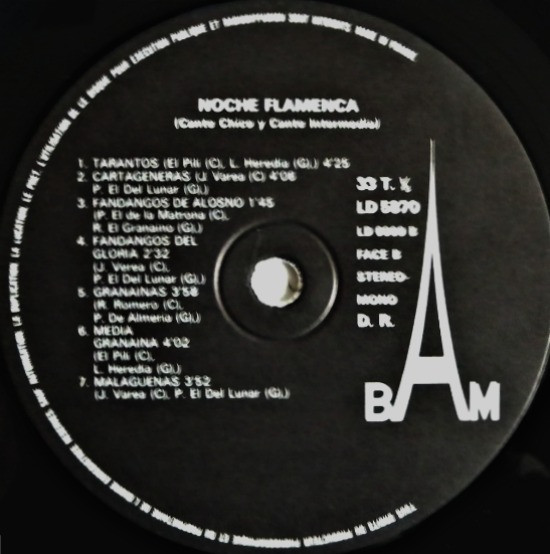 NOCHE FLAMENCA
(Cante Chico y Cante Intermedio)
1. TARANTOS (El Pili (C), L. Heredia (G).) 4'25
2. CARTAGENERAS (J. Varea (C) 4'06
P. El Del Lunar (G).)
3. FANDANGOS DE ALOSNO 1'45
(P. El de la Matrona (C).
R. El Granaino (G).)
4. FANDANGOS DEL
GLORIA 2'32
(J. Varea (C).
P. El Del Lunar (G).)
5. GRANAINAS 3'58
(R. Romero (C).
P. De Almeria (G).)
6. MEDIA
GRANAINA 4'02
(El Pili (C).
L. Heredia (G).)
7. MALAGUENAS 3'52
(J. Varea (C). P. El Del Lunar (G).)
33 T.
LD 5870
FACE B
STEREO-
MONO
D. R.
BAM